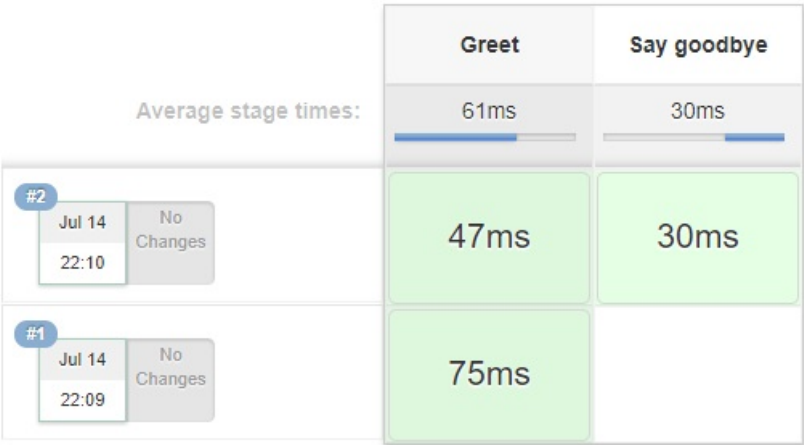 Greet Say goodbye
Average stage times: 61ms 30ms
#2
Jul 14
No
Changes
22:10
47ms 30ms
#1
Jul 14
No
Changes
22:09
75ms